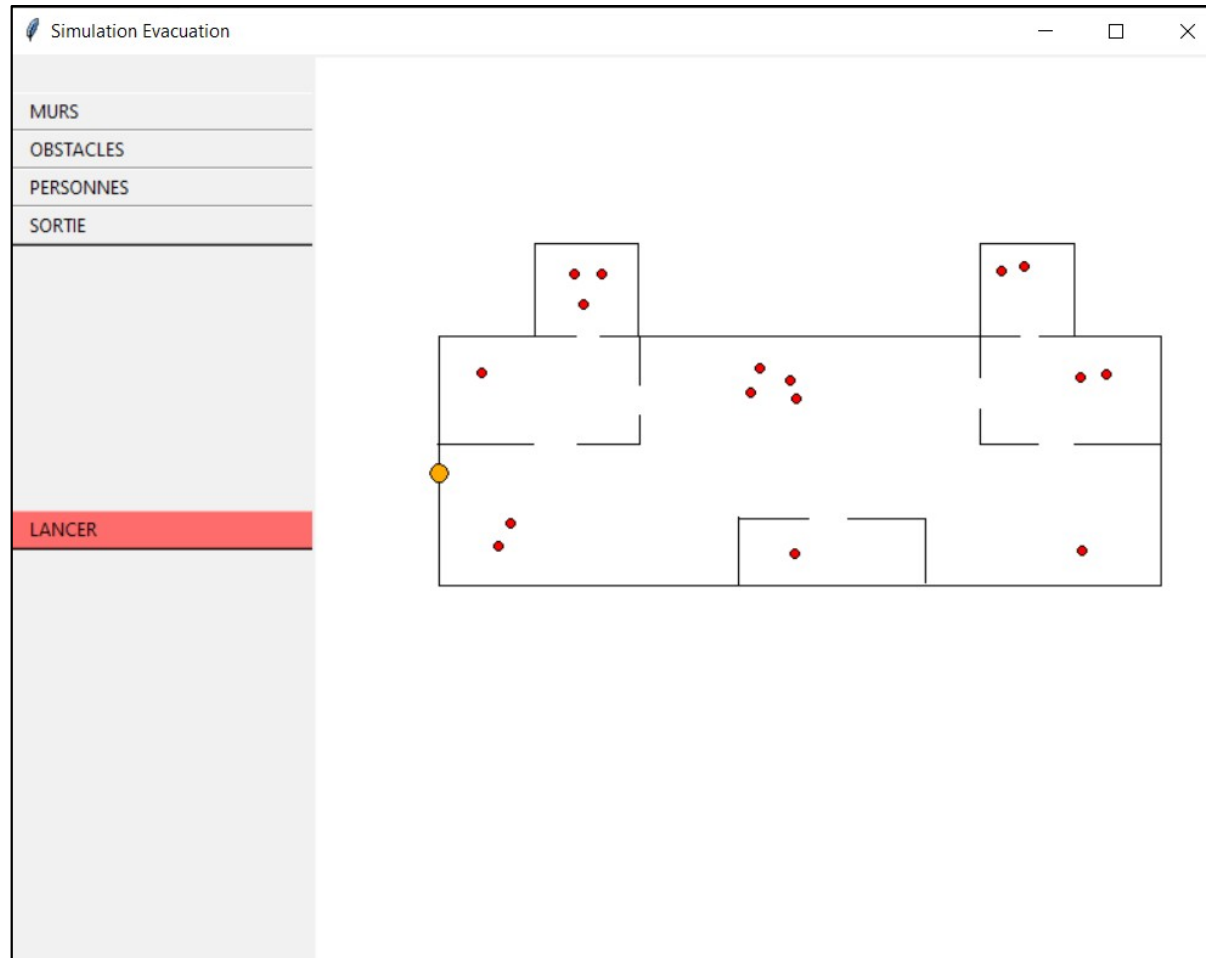 Simulation Evacuation
MURS
OBSTACLES
PERSONNES
SORTIE
LANCER